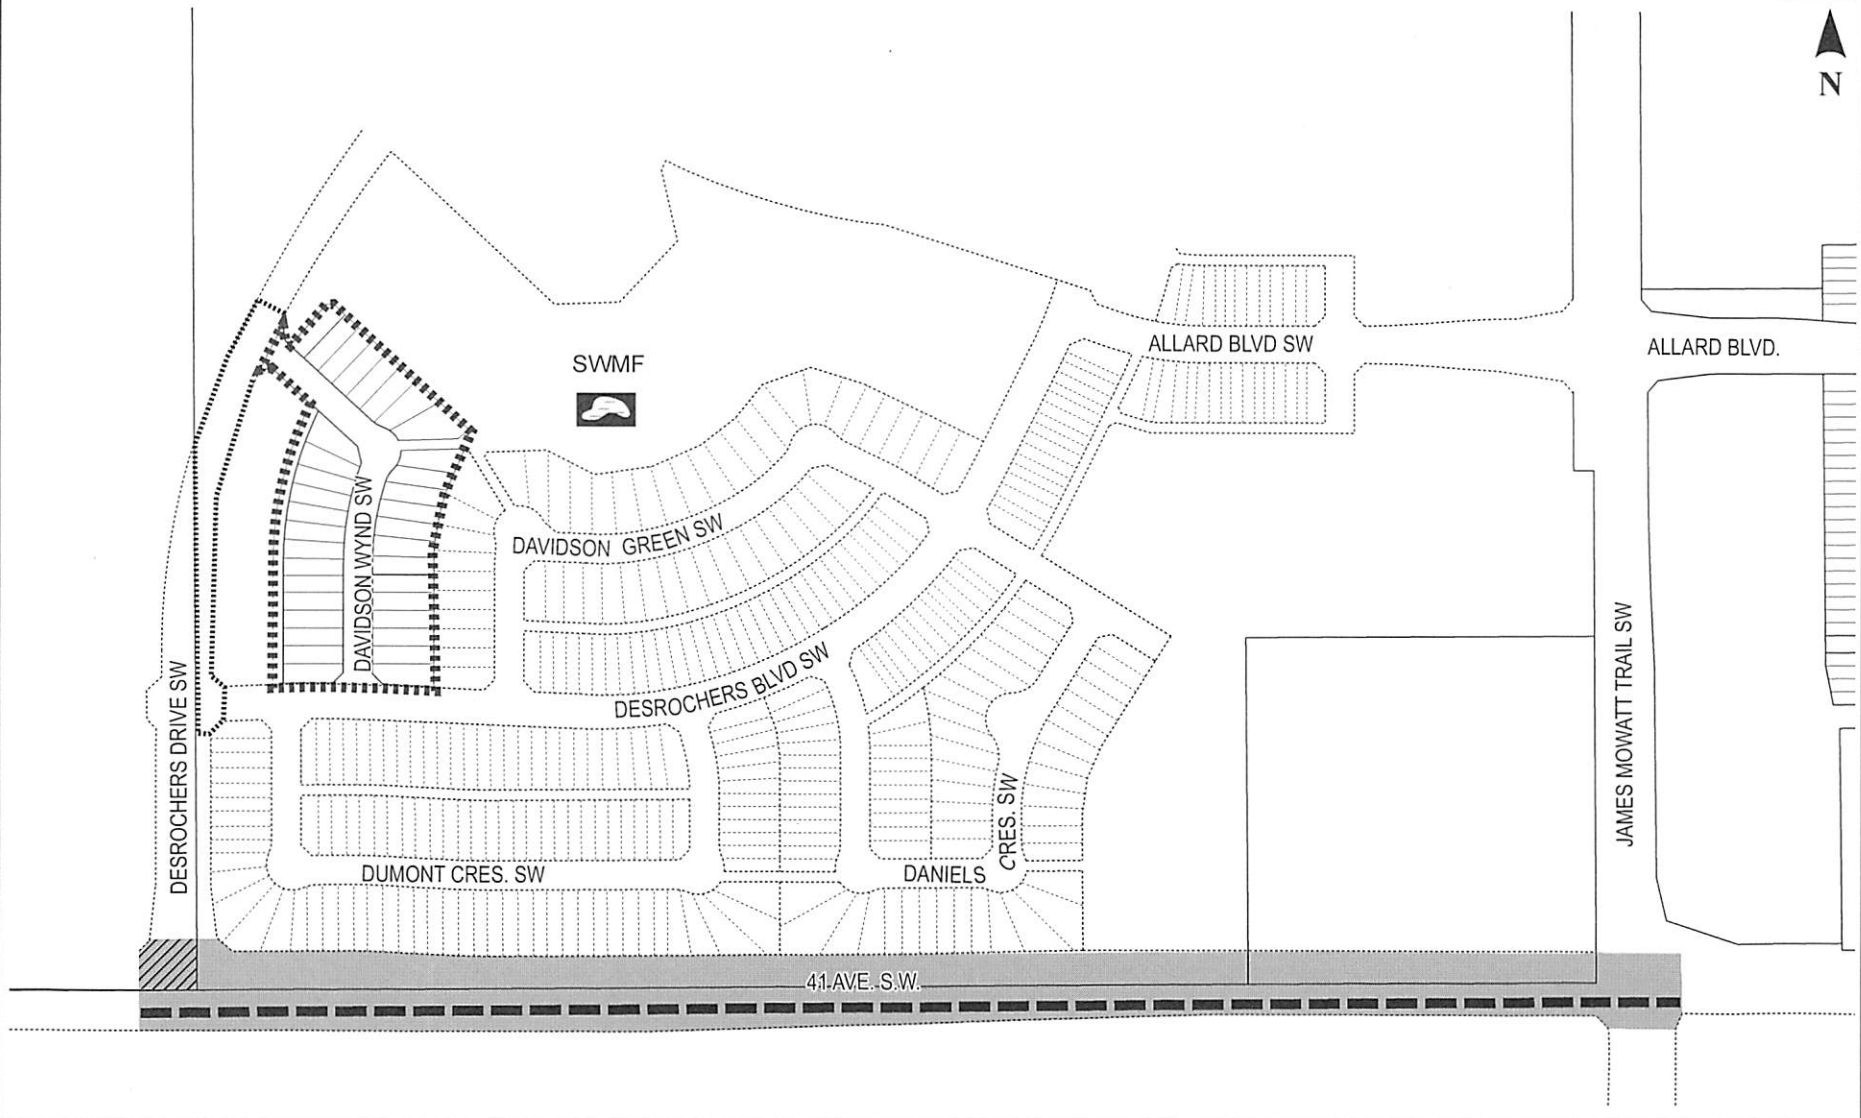 N
ALLARD BLVD SW
ALLARD BLVD.
SWMF
DAVIDSON GREEN SW
DAVIDSON WYND SW
DESROCHERS BLVD SW
DESROCHERS DRIVE SW
JAMES MOWATT TRAIL SW
DUMONT CRES. SW
DANIELS
CRES. SW
41 AVE. S.W.